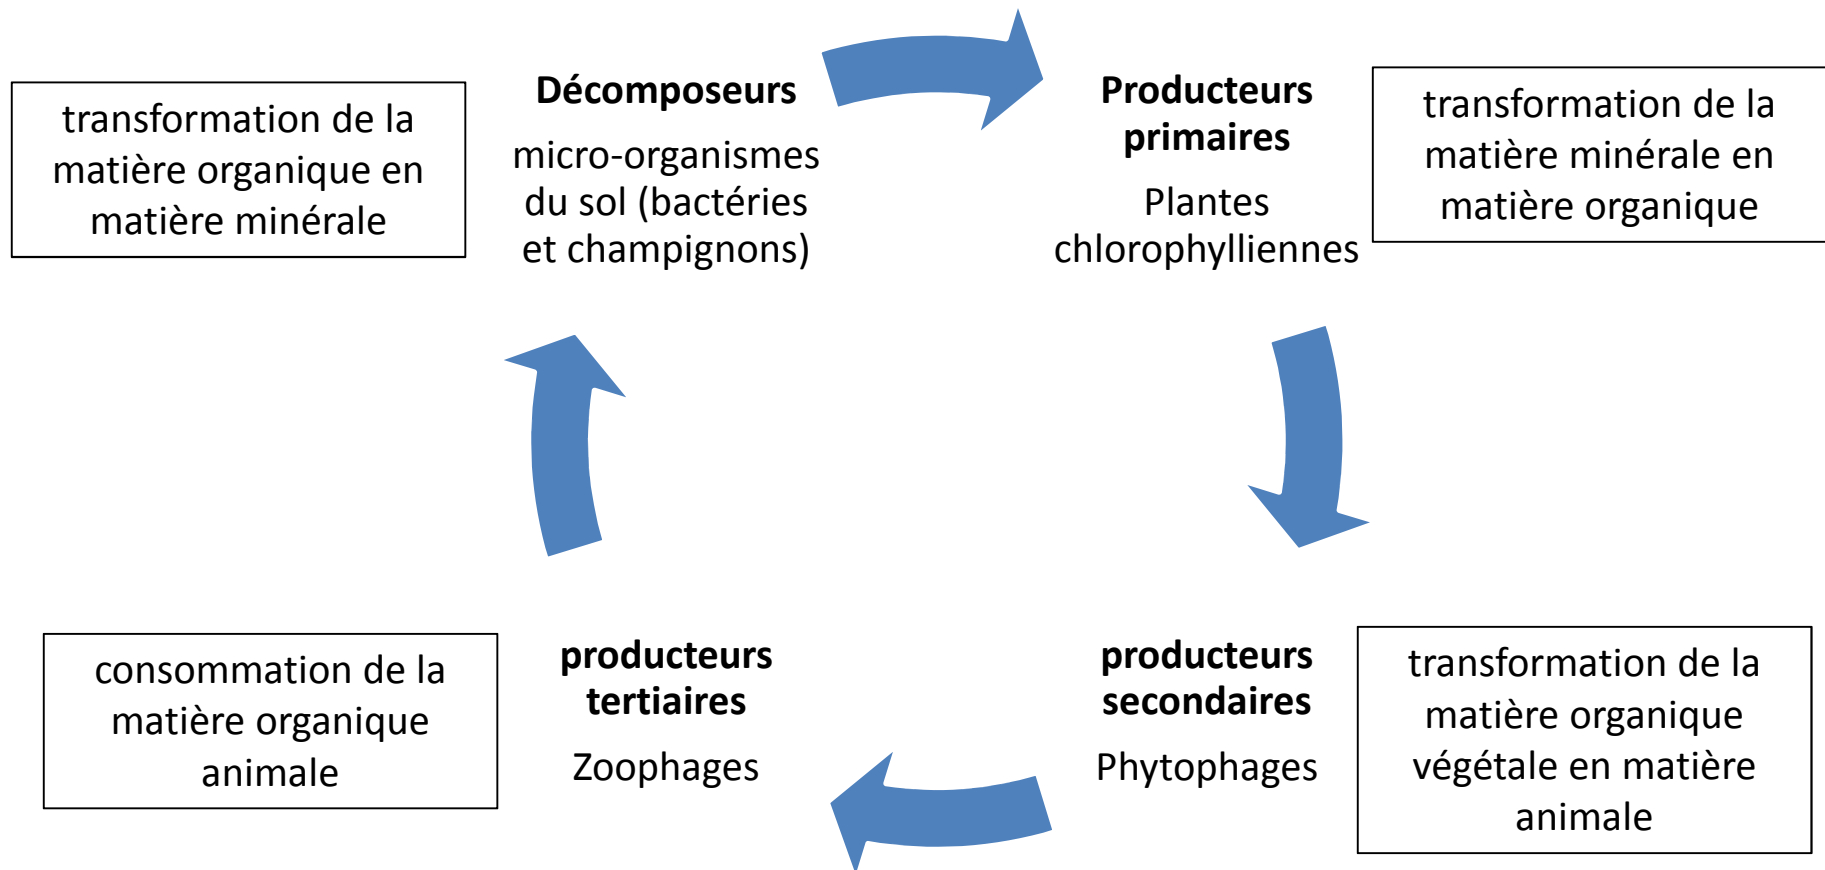 transformation de la
matière organique en
matière minérale
Décomposeurs
micro-organismes
du sol (bactéries
et champignons)
Producteurs
primaires
Plantes
chlorophylliennes
transformation de la
matière minérale en
matière organique
consommation de la
matière organique
animale
producteurs
tertiaires
Zoophages
producteurs
secondaires
Phytophages
transformation de la
matière organique
végétale en matière
animale